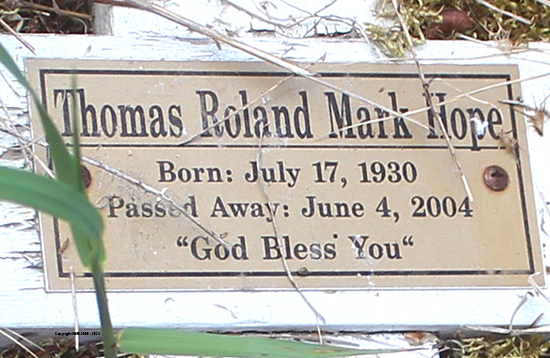 Thomas Roland Mark Hope
Born: July 17, 1930
Passed Away: June 4, 2004
“God Bless You“